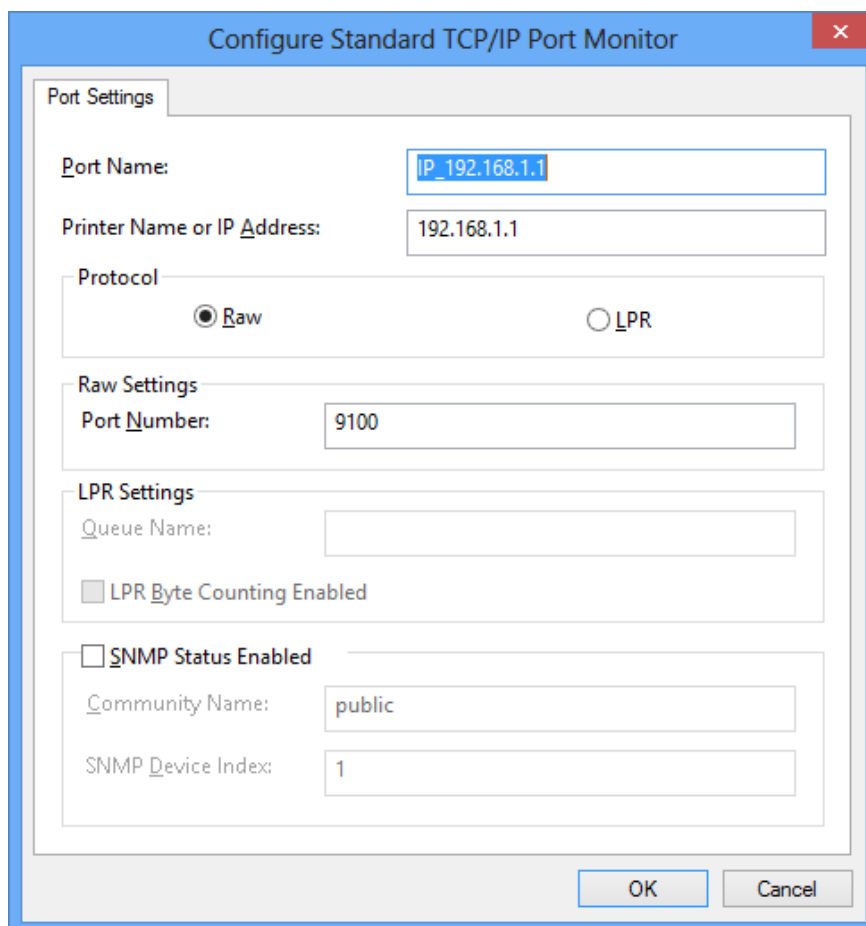 Configure Standard TCP/IP Port Monitor
Port Settings
Port Name: IP_192.168.1.1
Printer Name or IP Address: 192.168.1.1
Protocol
Raw LPR
Raw Settings
Port Number: 9100
LPR Settings
Queue Name:
LPR Byte Counting Enabled
SNMP Status Enabled
Community Name: public
SNMP Device Index: 1
OK Cancel